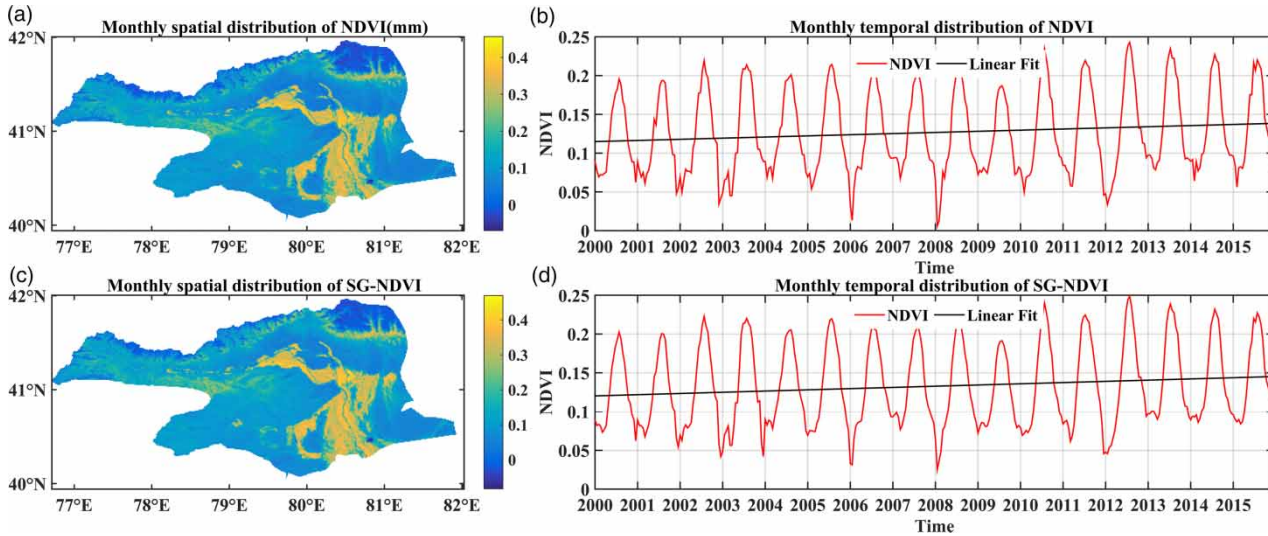 (a)
Monthly spatial distribution of NDVI(mm)
42°N
41°N
40°N
77°E 78°E 79°E 80°E 81°E 82°E
0.4
0.3
0.2
0.1
0
(b)
Monthly temporal distribution of NDVI
NDVI Linear Fit
NDVI
0.25
0.2
0.15
0.1
0.05
0
2000 2001 2002 2003 2004 2005 2006 2007 2008 2009 2010 2011 2012 2013 2014 2015
Time
(c)
Monthly spatial distribution of SG-NDVI
42°N
41°N
40°N
77°E 78°E 79°E 80°E 81°E 82°E
0.4
0.3
0.2
0.1
0
(d)
Monthly temporal distribution of SG-NDVI
NDVI Linear Fit
NDVI
0.25
0.2
0.15
0.1
0.05
0
2000 2001 2002 2003 2004 2005 2006 2007 2008 2009 2010 2011 2012 2013 2014 2015
Time